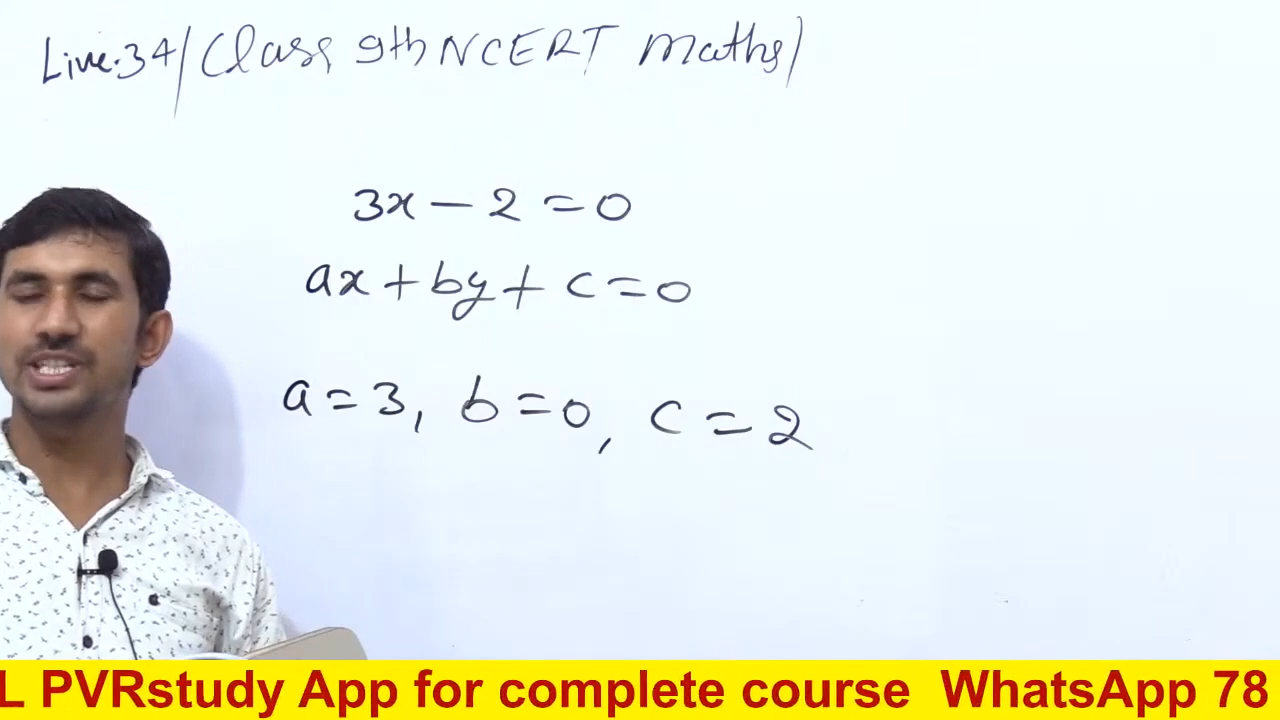 Live.34/(Class 9th NCERT Maths)
3x - 2 = 0
ax + by + c = 0
a = 3, b = 0, c = 2
L PVRstudy App for complete course WhatsApp 78